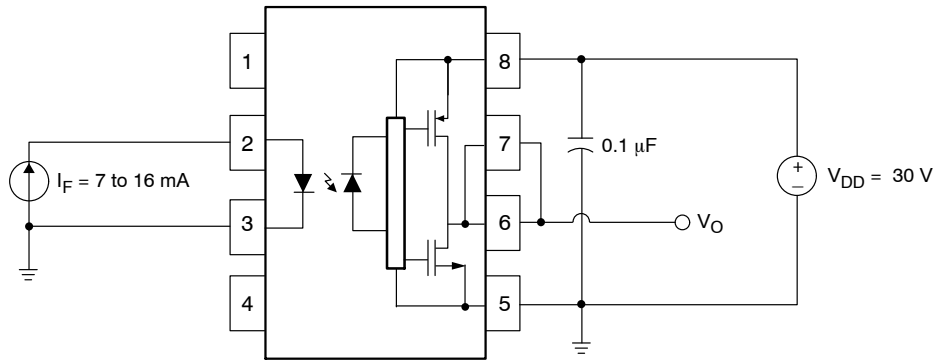 1
2
3
4
8
7
6
5
I_F = 7 to 16 mA
0.1 μF
+
–
V_DD = 30 V
V_O